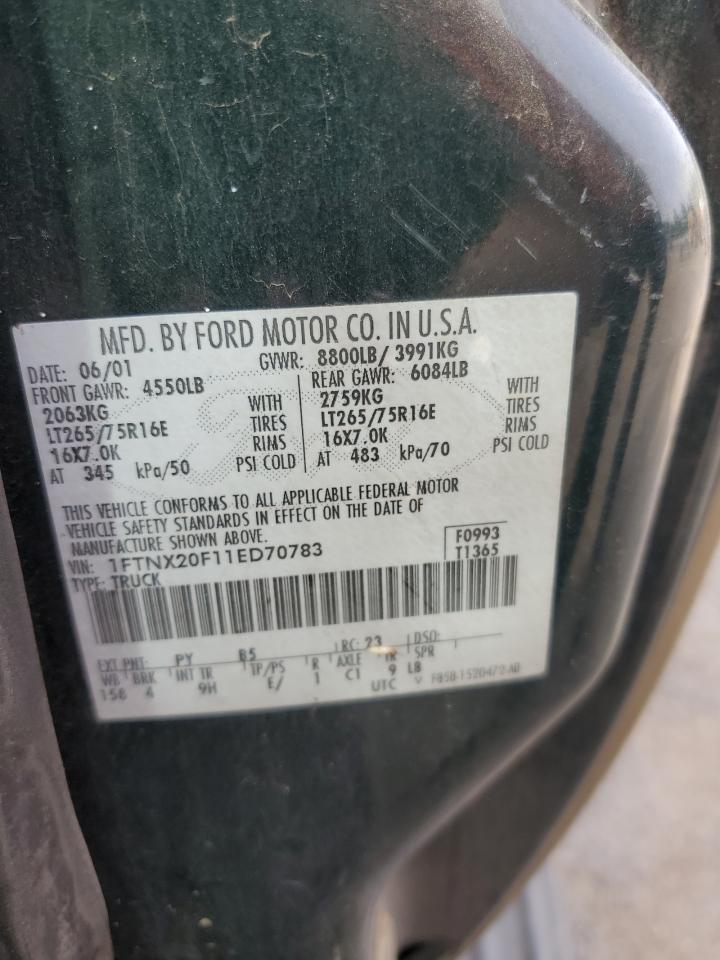 MFD. BY FORD MOTOR CO. IN U.S.A.
DATE: 06/01 GVWR: 8800LB/ 3991KG
FRONT GAWR: 4550LB REAR GAWR: 6084LB
2063KG WITH 2759KG WITH
LT265/75R16E TIRES LT265/75R16E TIRES
16X7.0K RIMS 16X7.0K RIMS
AT 345 kPa/50 PSI COLD AT 483 kPa/70 PSI COLD
THIS VEHICLE CONFORMS TO ALL APPLICABLE FEDERAL MOTOR
VEHICLE SAFETY STANDARDS IN EFFECT ON THE DATE OF
MANUFACTURE SHOWN ABOVE.
VIN: 1FTNX20F11ED70783 F0993
TYPE: TRUCK T1365
EXT PNT: PY B5 RC: 23 DSO:
WB BRK INT TR TP/PS R AXLE TR SPR
158 4 9H E/ 1 C1 9 L8
UTC V